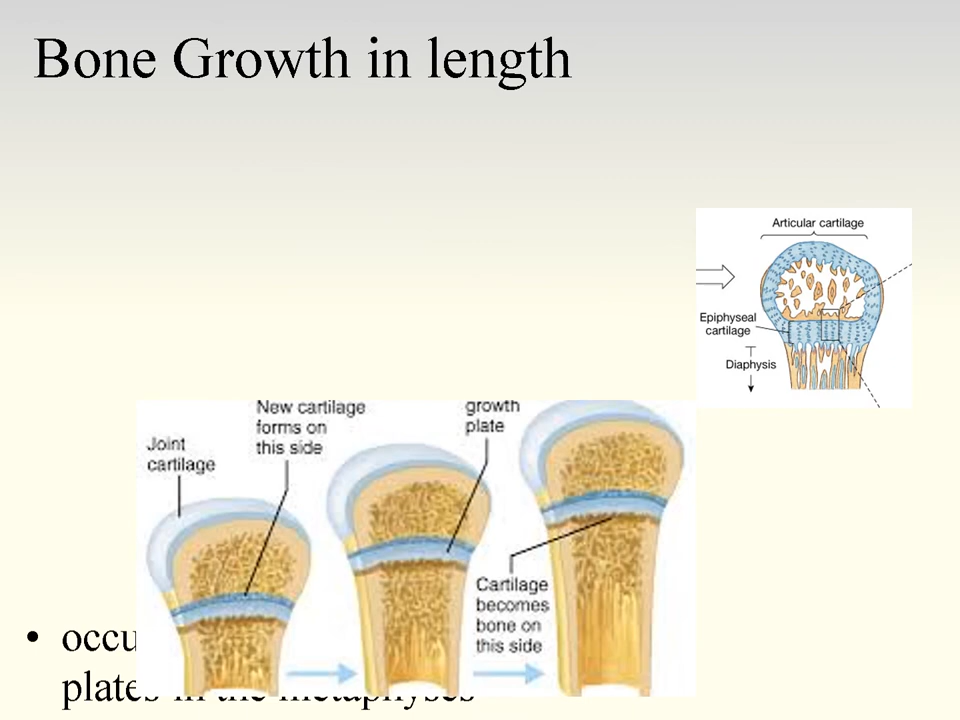 Bone Growth in length
Articular cartilage
Epiphyseal
cartilage
Diaphysis
New cartilage
forms on
this side
growth
plate
Joint
cartilage
Cartilage
becomes
bone on
this side
• occu
plates in the metaphyses